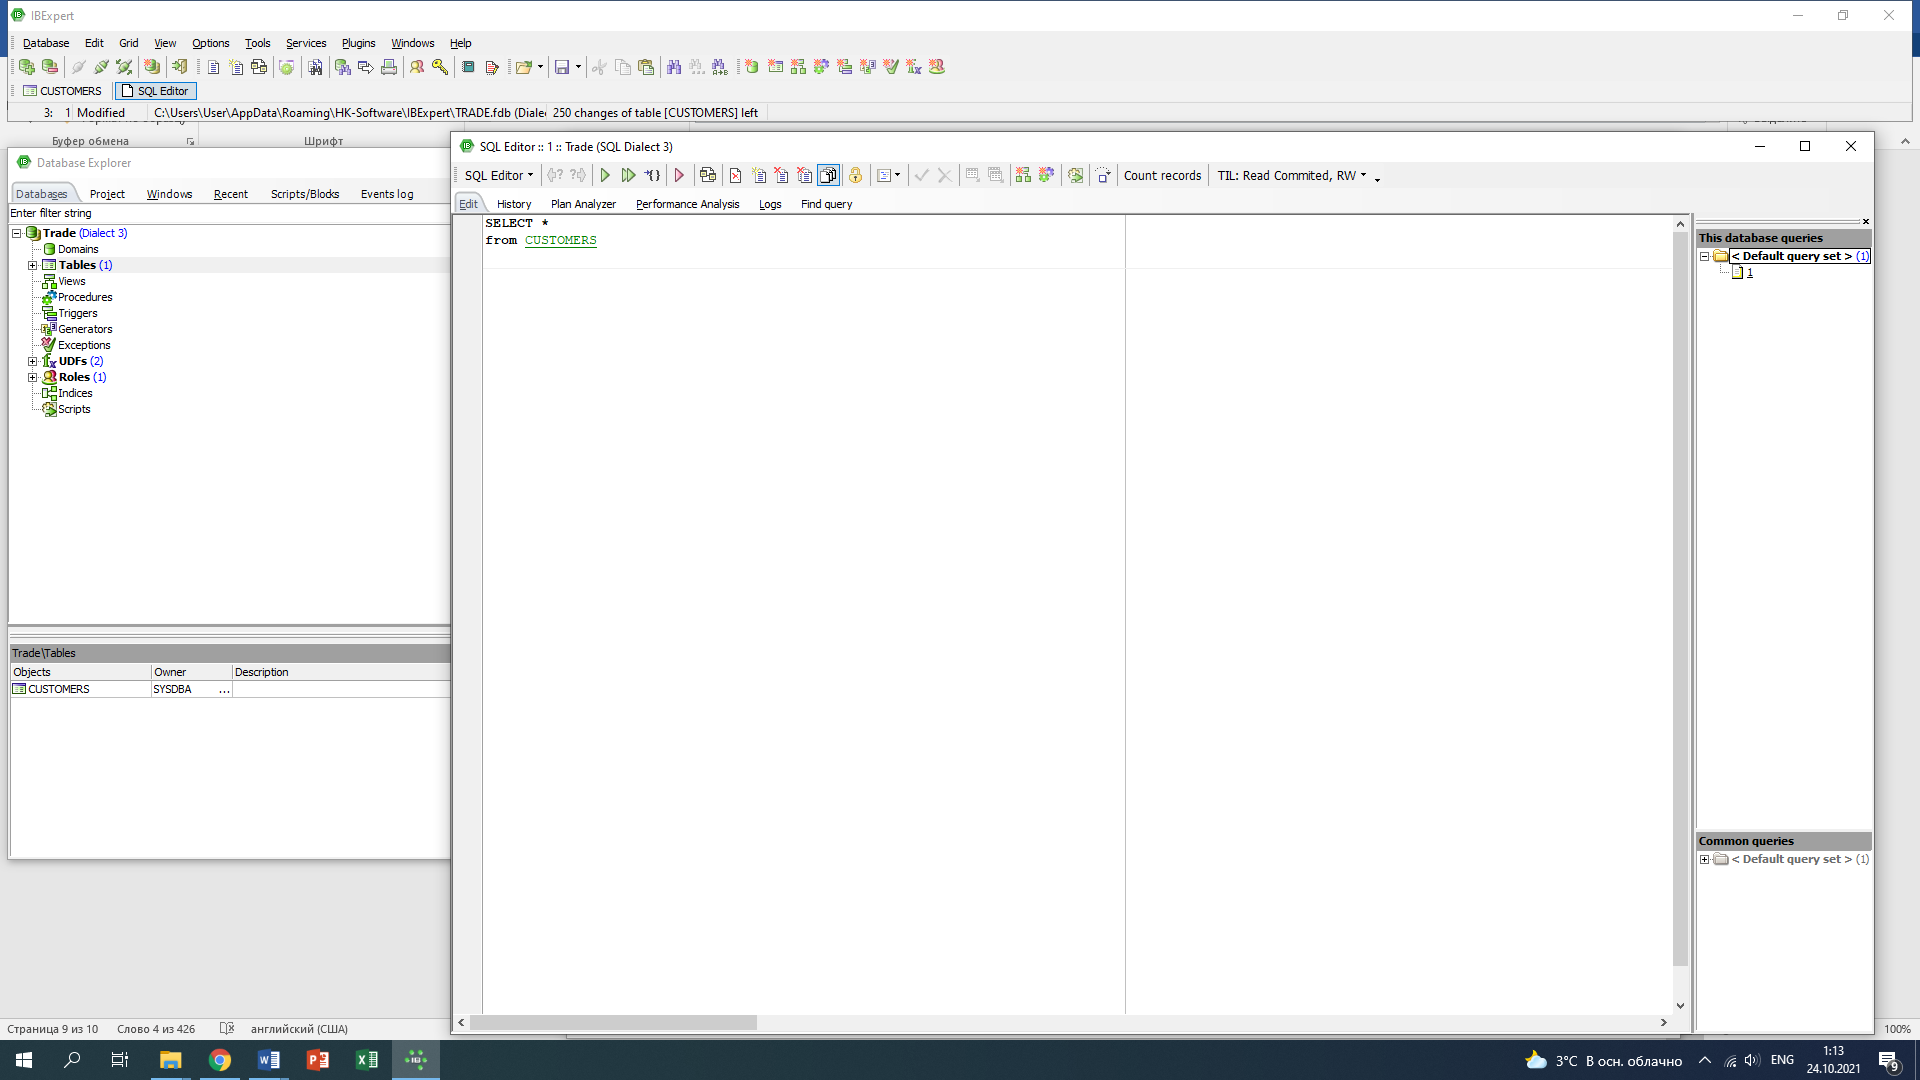 IBExpert
Database Edit Grid View Options Tools Services Plugins Windows Help
CUSTOMERS SQL Editor
3: 1 Modified C:\Users\User\AppData\Roaming\HK-Software\IBExpert\TRADE.fdb (Diale 250 changes of table [CUSTOMERS] left
Буфер обмена Шрифт
Database Explorer
Databases Project Windows Recent Scripts/Blocks Events log
Enter filter string
Trade (Dialect 3)
Domains
Tables (1)
Views
Procedures
Triggers
Generators
Exceptions
UDFs (2)
Roles (1)
Indices
Scripts
Trade\Tables
Objects Owner Description
CUSTOMERS SYSDBA ...
SQL Editor :: 1 :: Trade (SQL Dialect 3)
SQL Editor Count records TIL: Read Commited, RW
Edit History Plan Analyzer Performance Analysis Logs Find query
SELECT *
from CUSTOMERS
This database queries
< Default query set > (1)
1
Common queries
< Default query set > (1)
Страница 9 из 10 Слово 4 из 426 английский (США) 100%
3°C В осн. облачно ENG 1:13
24.10.2021
9